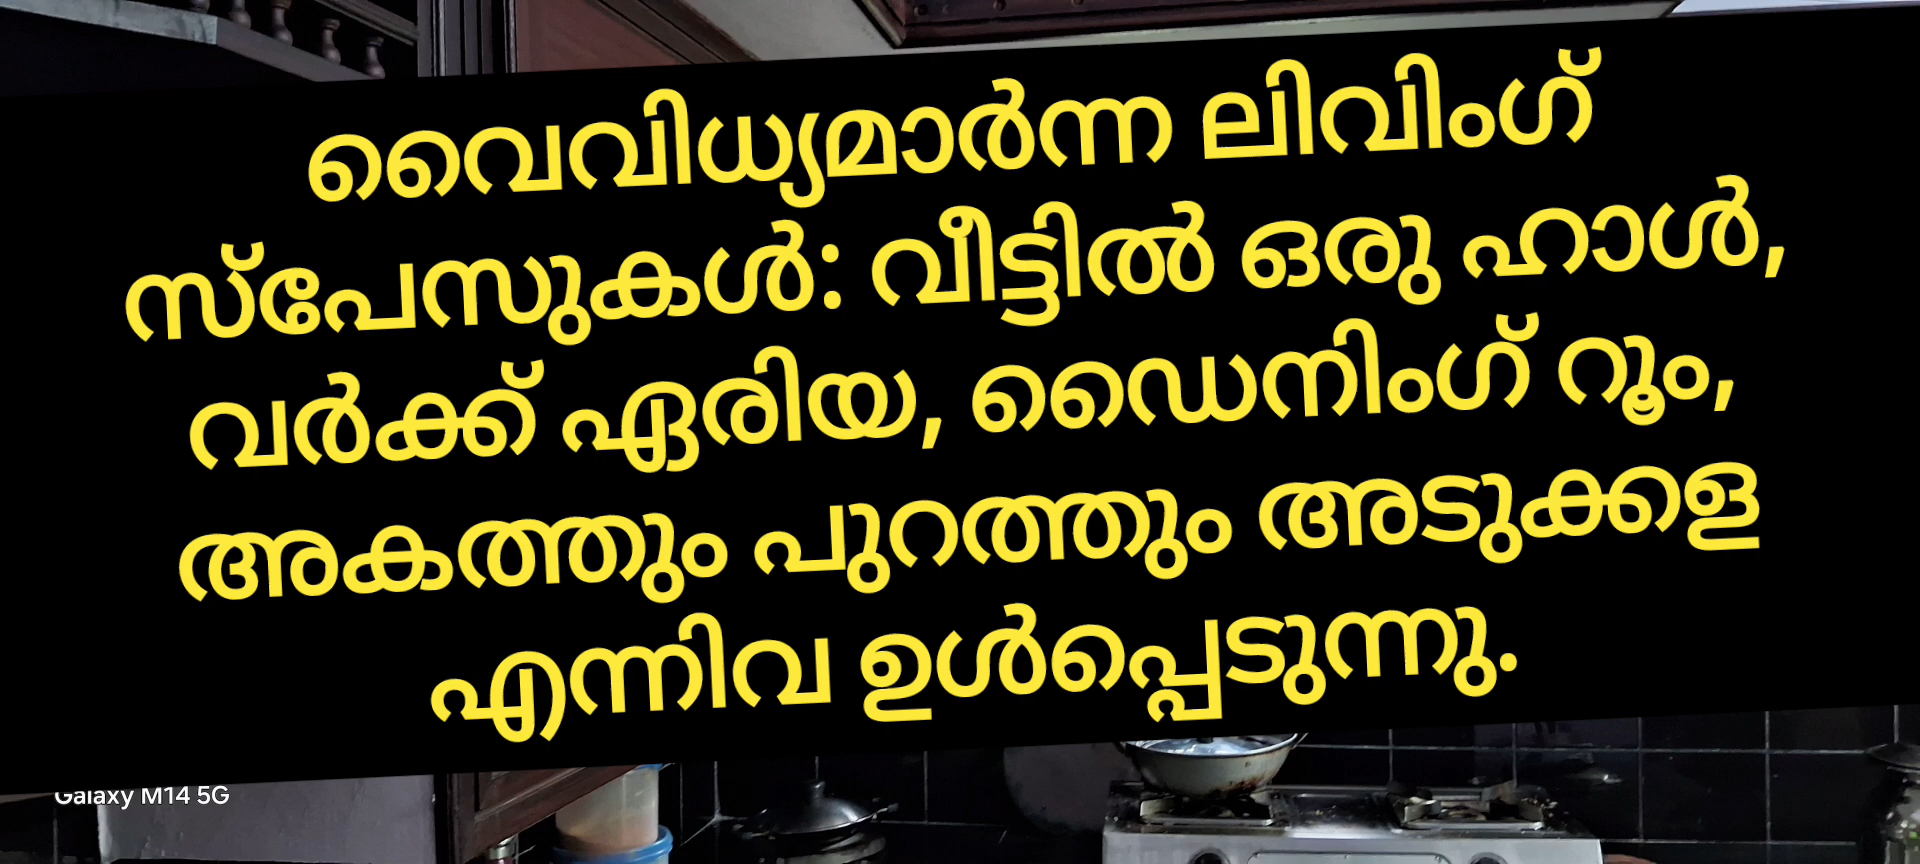 വൈവിധ്യമാർന്ന ലിവിംഗ്
സ്പേസുകൾ: വീട്ടിൽ ഒരു ഹാൾ,
വർക്ക് ഏരിയ, ഡൈനിംഗ് റൂം,
അകത്തും പുറത്തും അടുക്കള
എന്നിവ ഉൾപ്പെടുന്നു.
Galaxy M14 5G